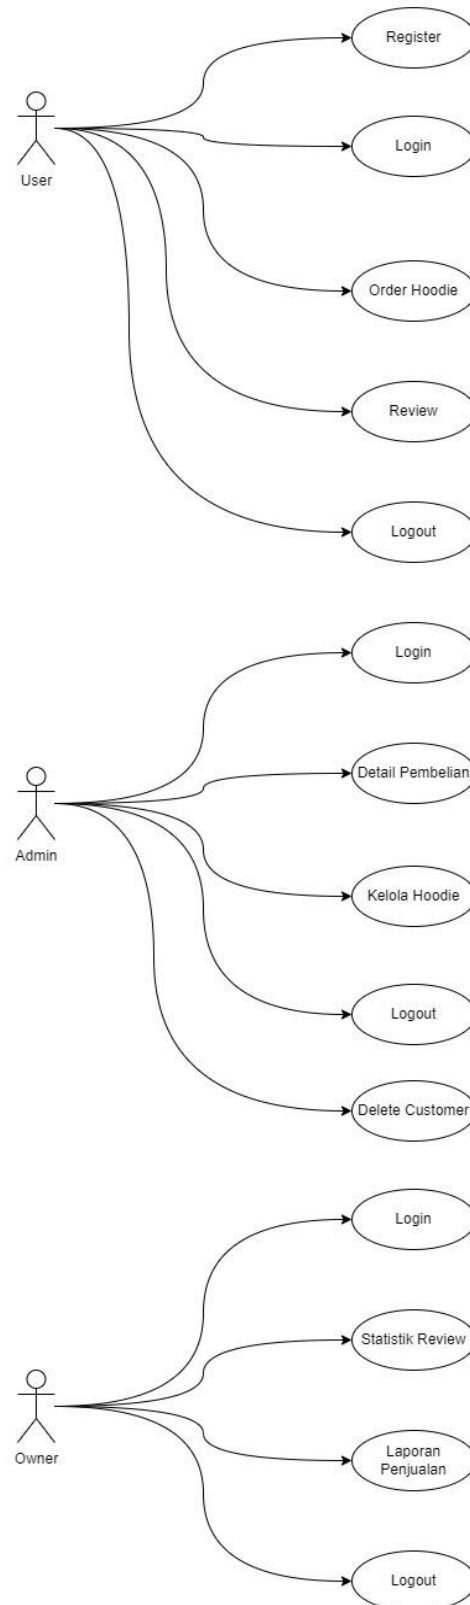 Register
Login
User
Order Hoodie
Review
Logout
Login
Detail Pembelian
Admin
Kelola Hoodie
Logout
Delete Customer
Login
Statistik Review
Owner
Laporan
Penjualan
Logout